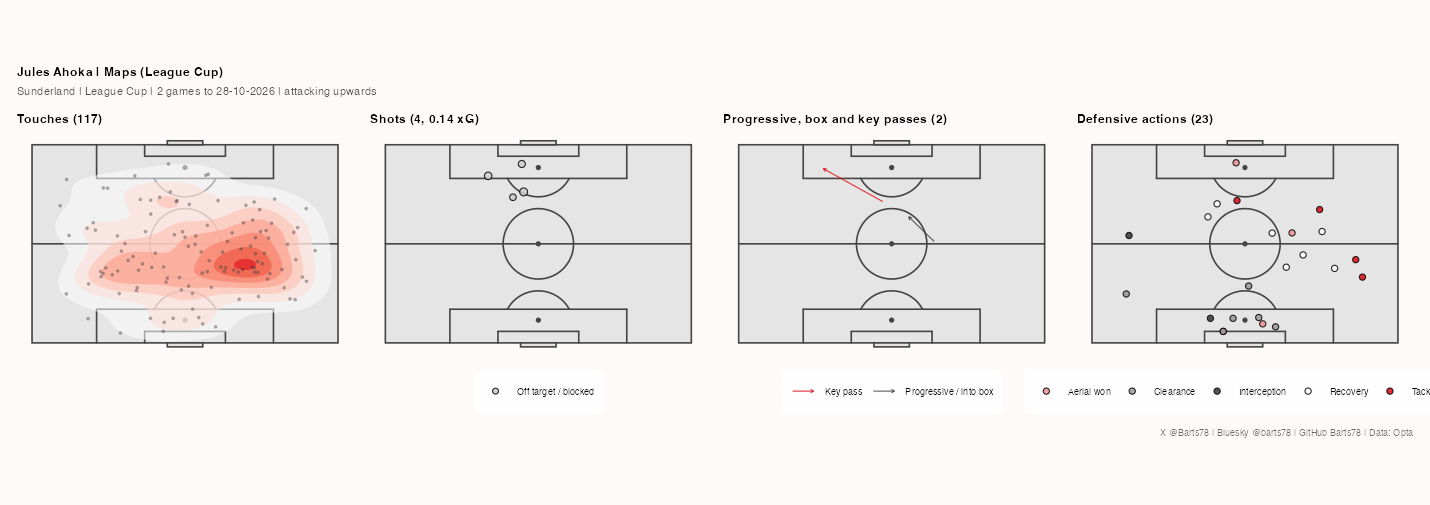 Jules Ahoka | Maps (League Cup)
Sunderland | League Cup | 2 games to 28-10-2026 | attacking upwards
Touches (117)
Shots (4, 0.14 xG)
Progressive, box and key passes (2)
Defensive actions (23)
Off target / blocked
Key pass
Progressive / into box
Aerial won
Clearance
Interception
Recovery
Tack
X @Barts78 | Bluesky @barts78 | GitHub Barts78 | Data: Opta